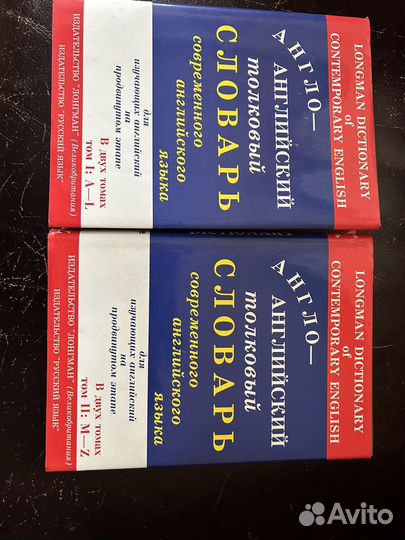 LONGMAN DICTIONARY
of
CONTEMPORARY ENGLISH
АНГЛО—
АНГЛИЙСКИЙ
толковый
СЛОВАРЬ
современного
английского
языка
для
изучающих английский
на
продвинутом этапе
В двух томах
том I: A—L
ИЗДАТЕЛЬСТВО "ЛОНГМАН" (Великобритания)
ИЗДАТЕЛЬСТВО "РУССКИЙ ЯЗЫК"
DICTIONARY
LONGMAN DICTIONARY
of
CONTEMPORARY ENGLISH
АНГЛО—
АНГЛИЙСКИЙ
толковый
СЛОВАРЬ
современного
английского
языка
для
изучающих английский
на
продвинутом этапе
В двух томах
том II: M—Z
ИЗДАТЕЛЬСТВО "ЛОНГМАН" (Великобритания)
ИЗДАТЕЛЬСТВО "РУССКИЙ ЯЗЫК"
Avito